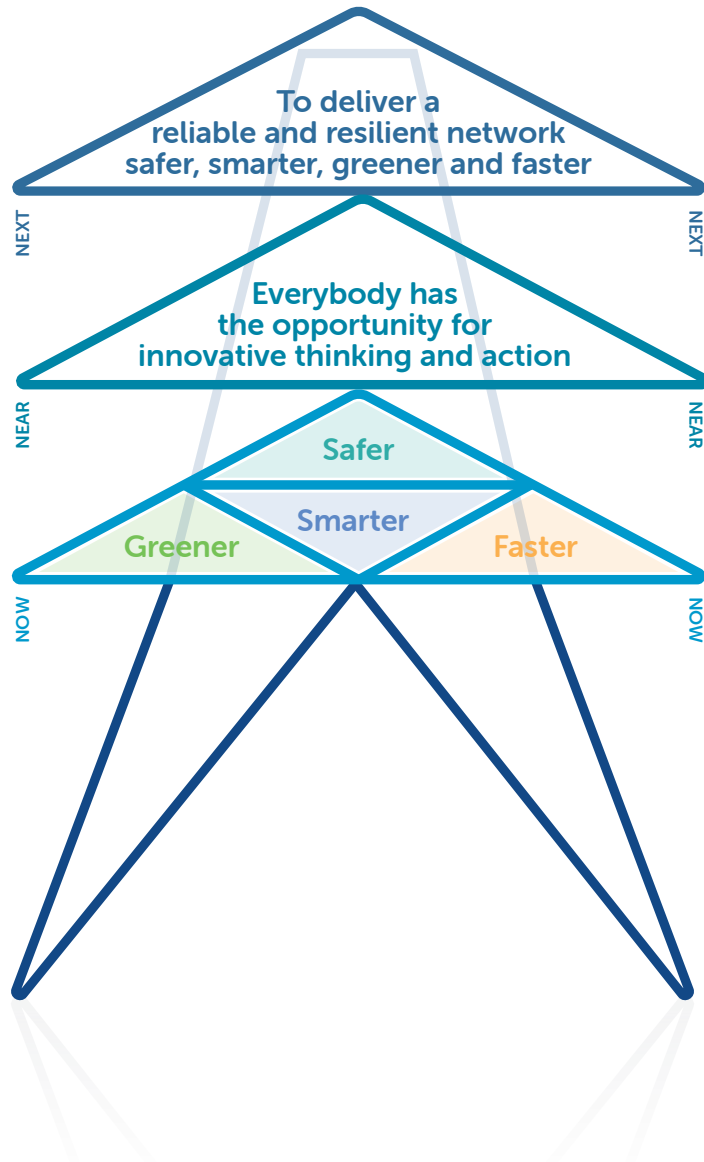 To deliver a
reliable and resilient network
safer, smarter, greener and faster
NEXT
NEXT
Everybody has
the opportunity for
innovative thinking and action
NEAR
NEAR
Safer
Smarter
Greener
Faster
NOW
NOW